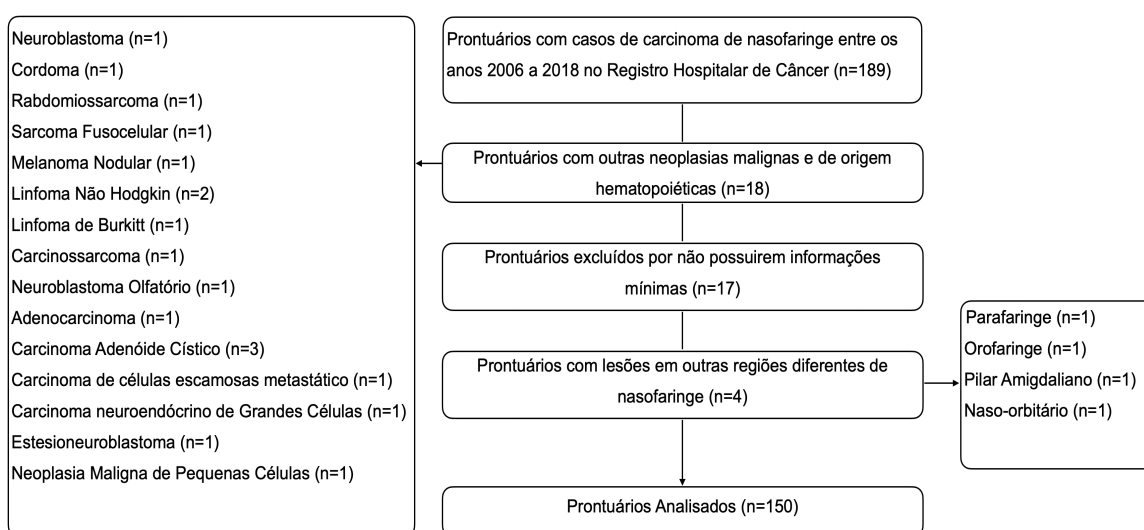 Neuroblastoma (n=1)
Cordoma (n=1)
Rabdomiossarcoma (n=1)
Sarcoma Fusocelular (n=1)
Melanoma Nodular (n=1)
Linfoma Não Hodgkin (n=2)
Linfoma de Burkitt (n=1)
Carcinossarcoma (n=1)
Neuroblastoma Olfatório (n=1)
Adenocarcinoma (n=1)
Carcinoma Adenóide Cístico (n=3)
Carcinoma de células escamosas metastático (n=1)
Carcinoma neuroendócrino de Grandes Células (n=1)
Estesioneuroblastoma (n=1)
Neoplasia Maligna de Pequenas Células (n=1)
Prontuários com casos de carcinoma de nasofaringe entre os
anos 2006 a 2018 no Registro Hospitalar de Câncer (n=189)
Prontuários com outras neoplasias malignas e de origem
hematopoiéticas (n=18)
Prontuários excluídos por não possuirem informações
mínimas (n=17)
Prontuários com lesões em outras regiões diferentes de
nasofaringe (n=4)
Parafaringe (n=1)
Orofaringe (n=1)
Pilar Amigdaliano (n=1)
Naso-orbitário (n=1)
Prontuários Analisados (n=150)